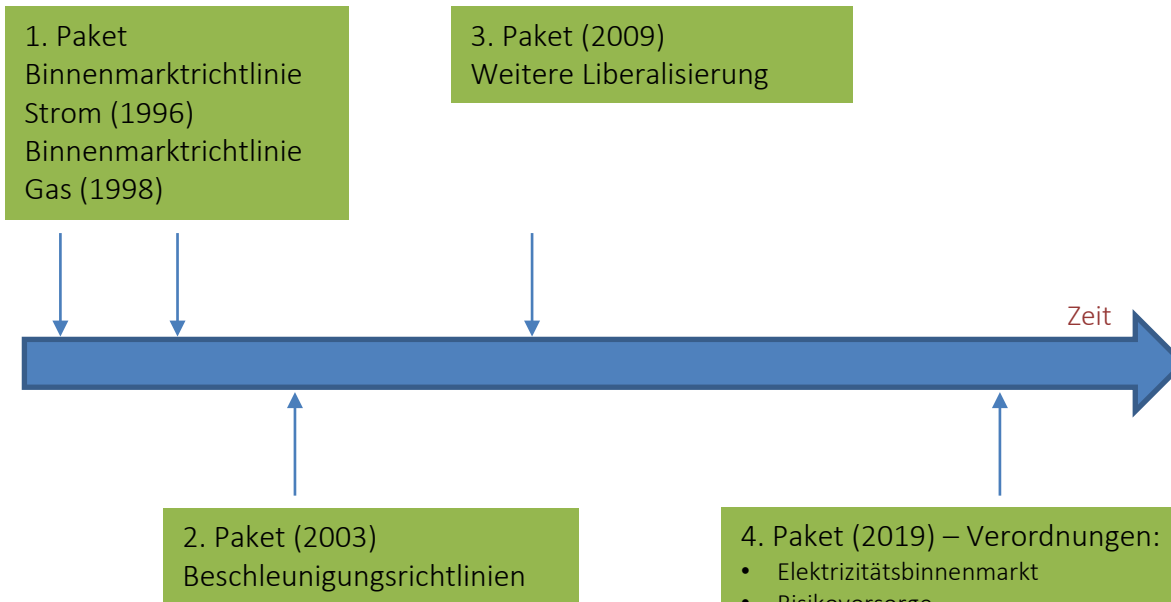 1. Paket
Binnenmarktrichtlinie
Strom (1996)
Binnenmarktrichtlinie
Gas (1998)
3. Paket (2009)
Weitere Liberalisierung
Zeit
2. Paket (2003)
Beschleunigungsrichtlinien
4. Paket (2019) – Verordnungen:
• Elektrizitätsbinnenmarkt